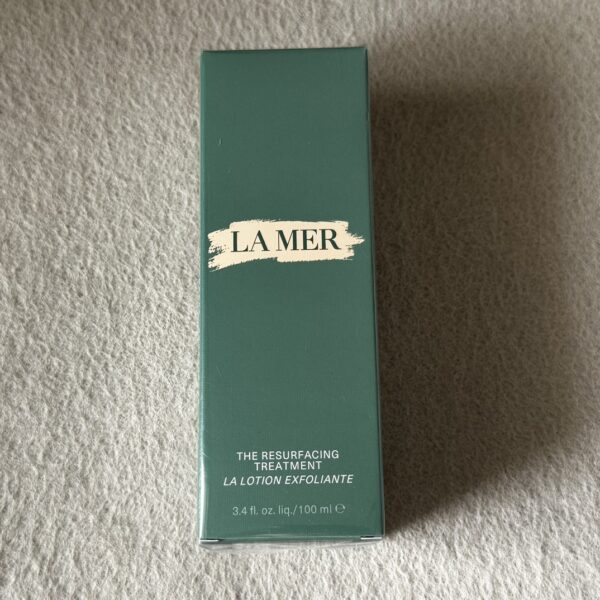 LA MER
THE RESURFACING
TREATMENT
LA LOTION EXFOLIANTE
3.4 fl. oz. liq./100 ml ℮